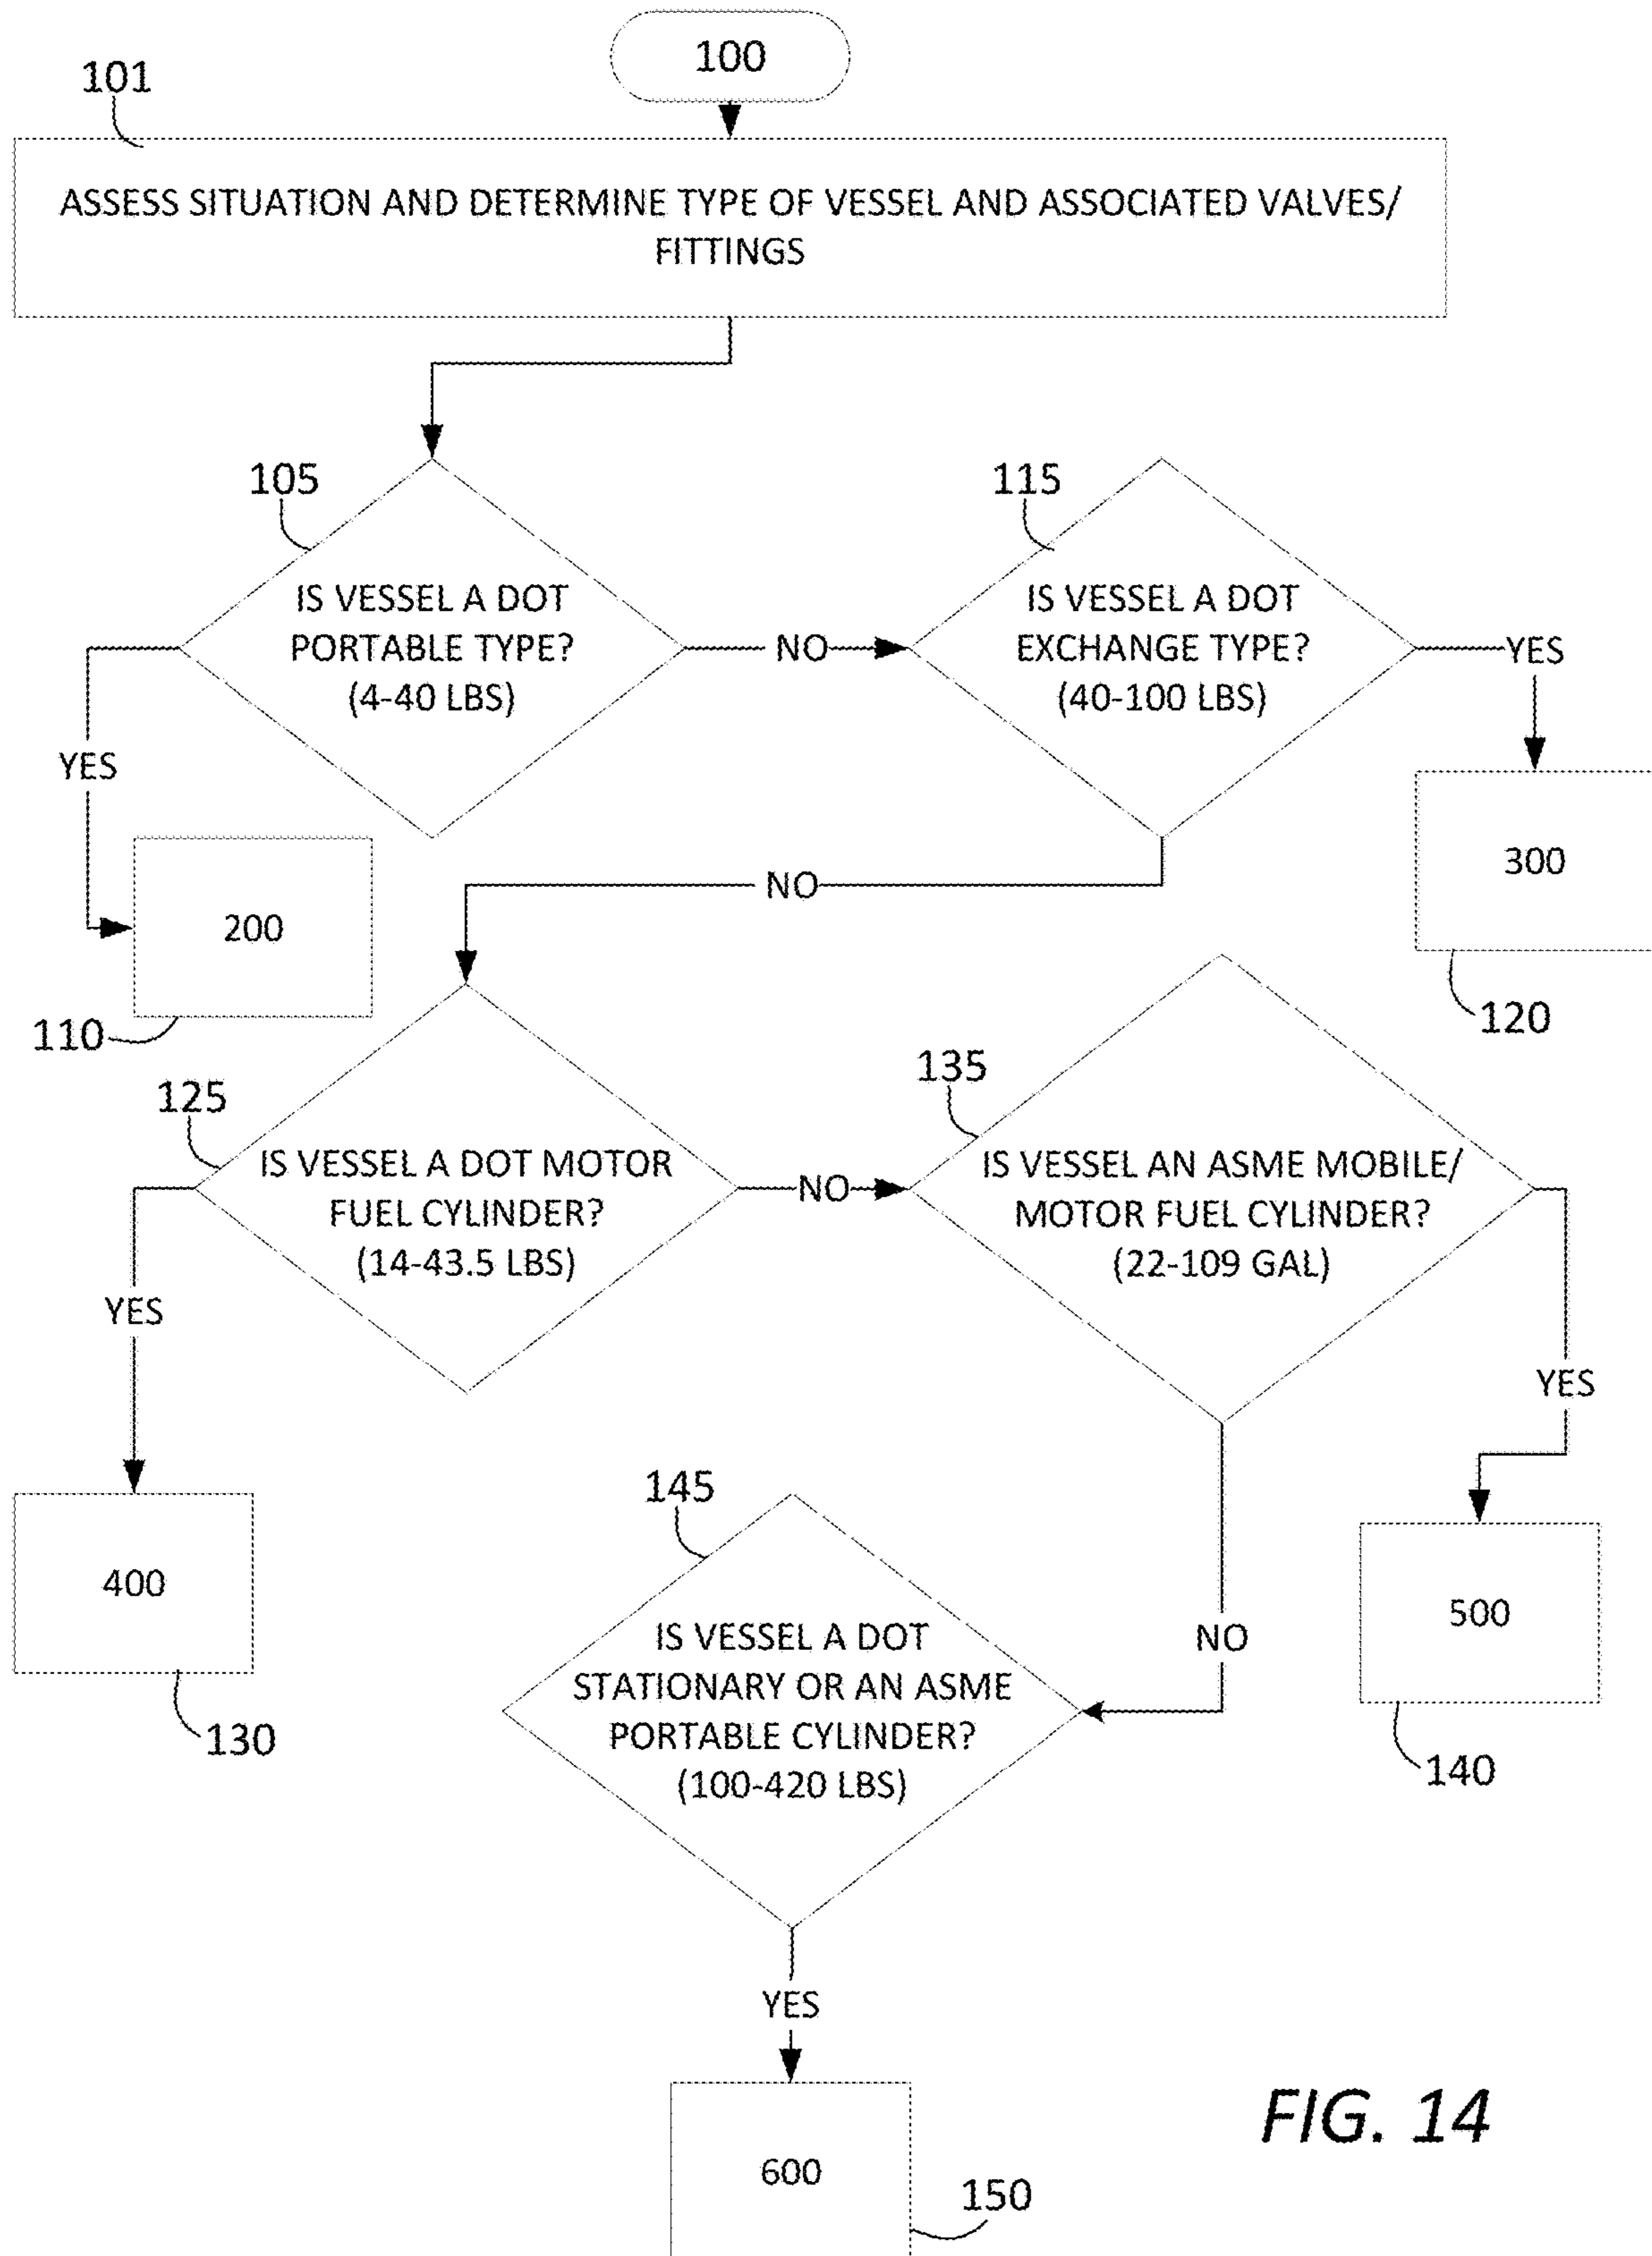 100
101
ASSESS SITUATION AND DETERMINE TYPE OF VESSEL AND ASSOCIATED VALVES/
FITTINGS
105
IS VESSEL A DOT
PORTABLE TYPE?
(4-40 LBS)
NO
115
IS VESSEL A DOT
EXCHANGE TYPE?
(40-100 LBS)
YES
YES
200
110
300
120
NO
125
IS VESSEL A DOT MOTOR
FUEL CYLINDER?
(14-43.5 LBS)
NO
135
IS VESSEL AN ASME MOBILE/
MOTOR FUEL CYLINDER?
(22-109 GAL)
YES
400
130
YES
500
140
NO
145
IS VESSEL A DOT
STATIONARY OR AN ASME
PORTABLE CYLINDER?
(100-420 LBS)
YES
600
150
FIG. 14